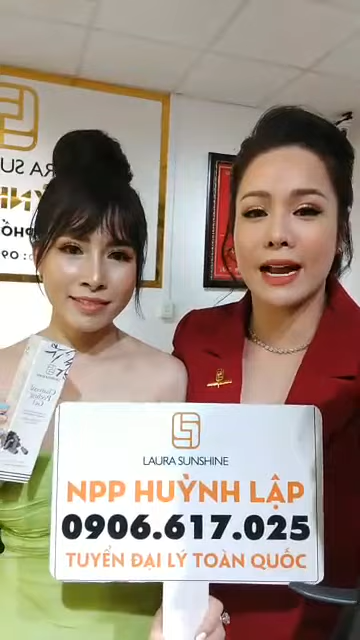 LAURA SUNSHINE
NPP HUỲNH LẬP
0906.617.025
TUYỂN ĐẠI LÝ TOÀN QUỐC